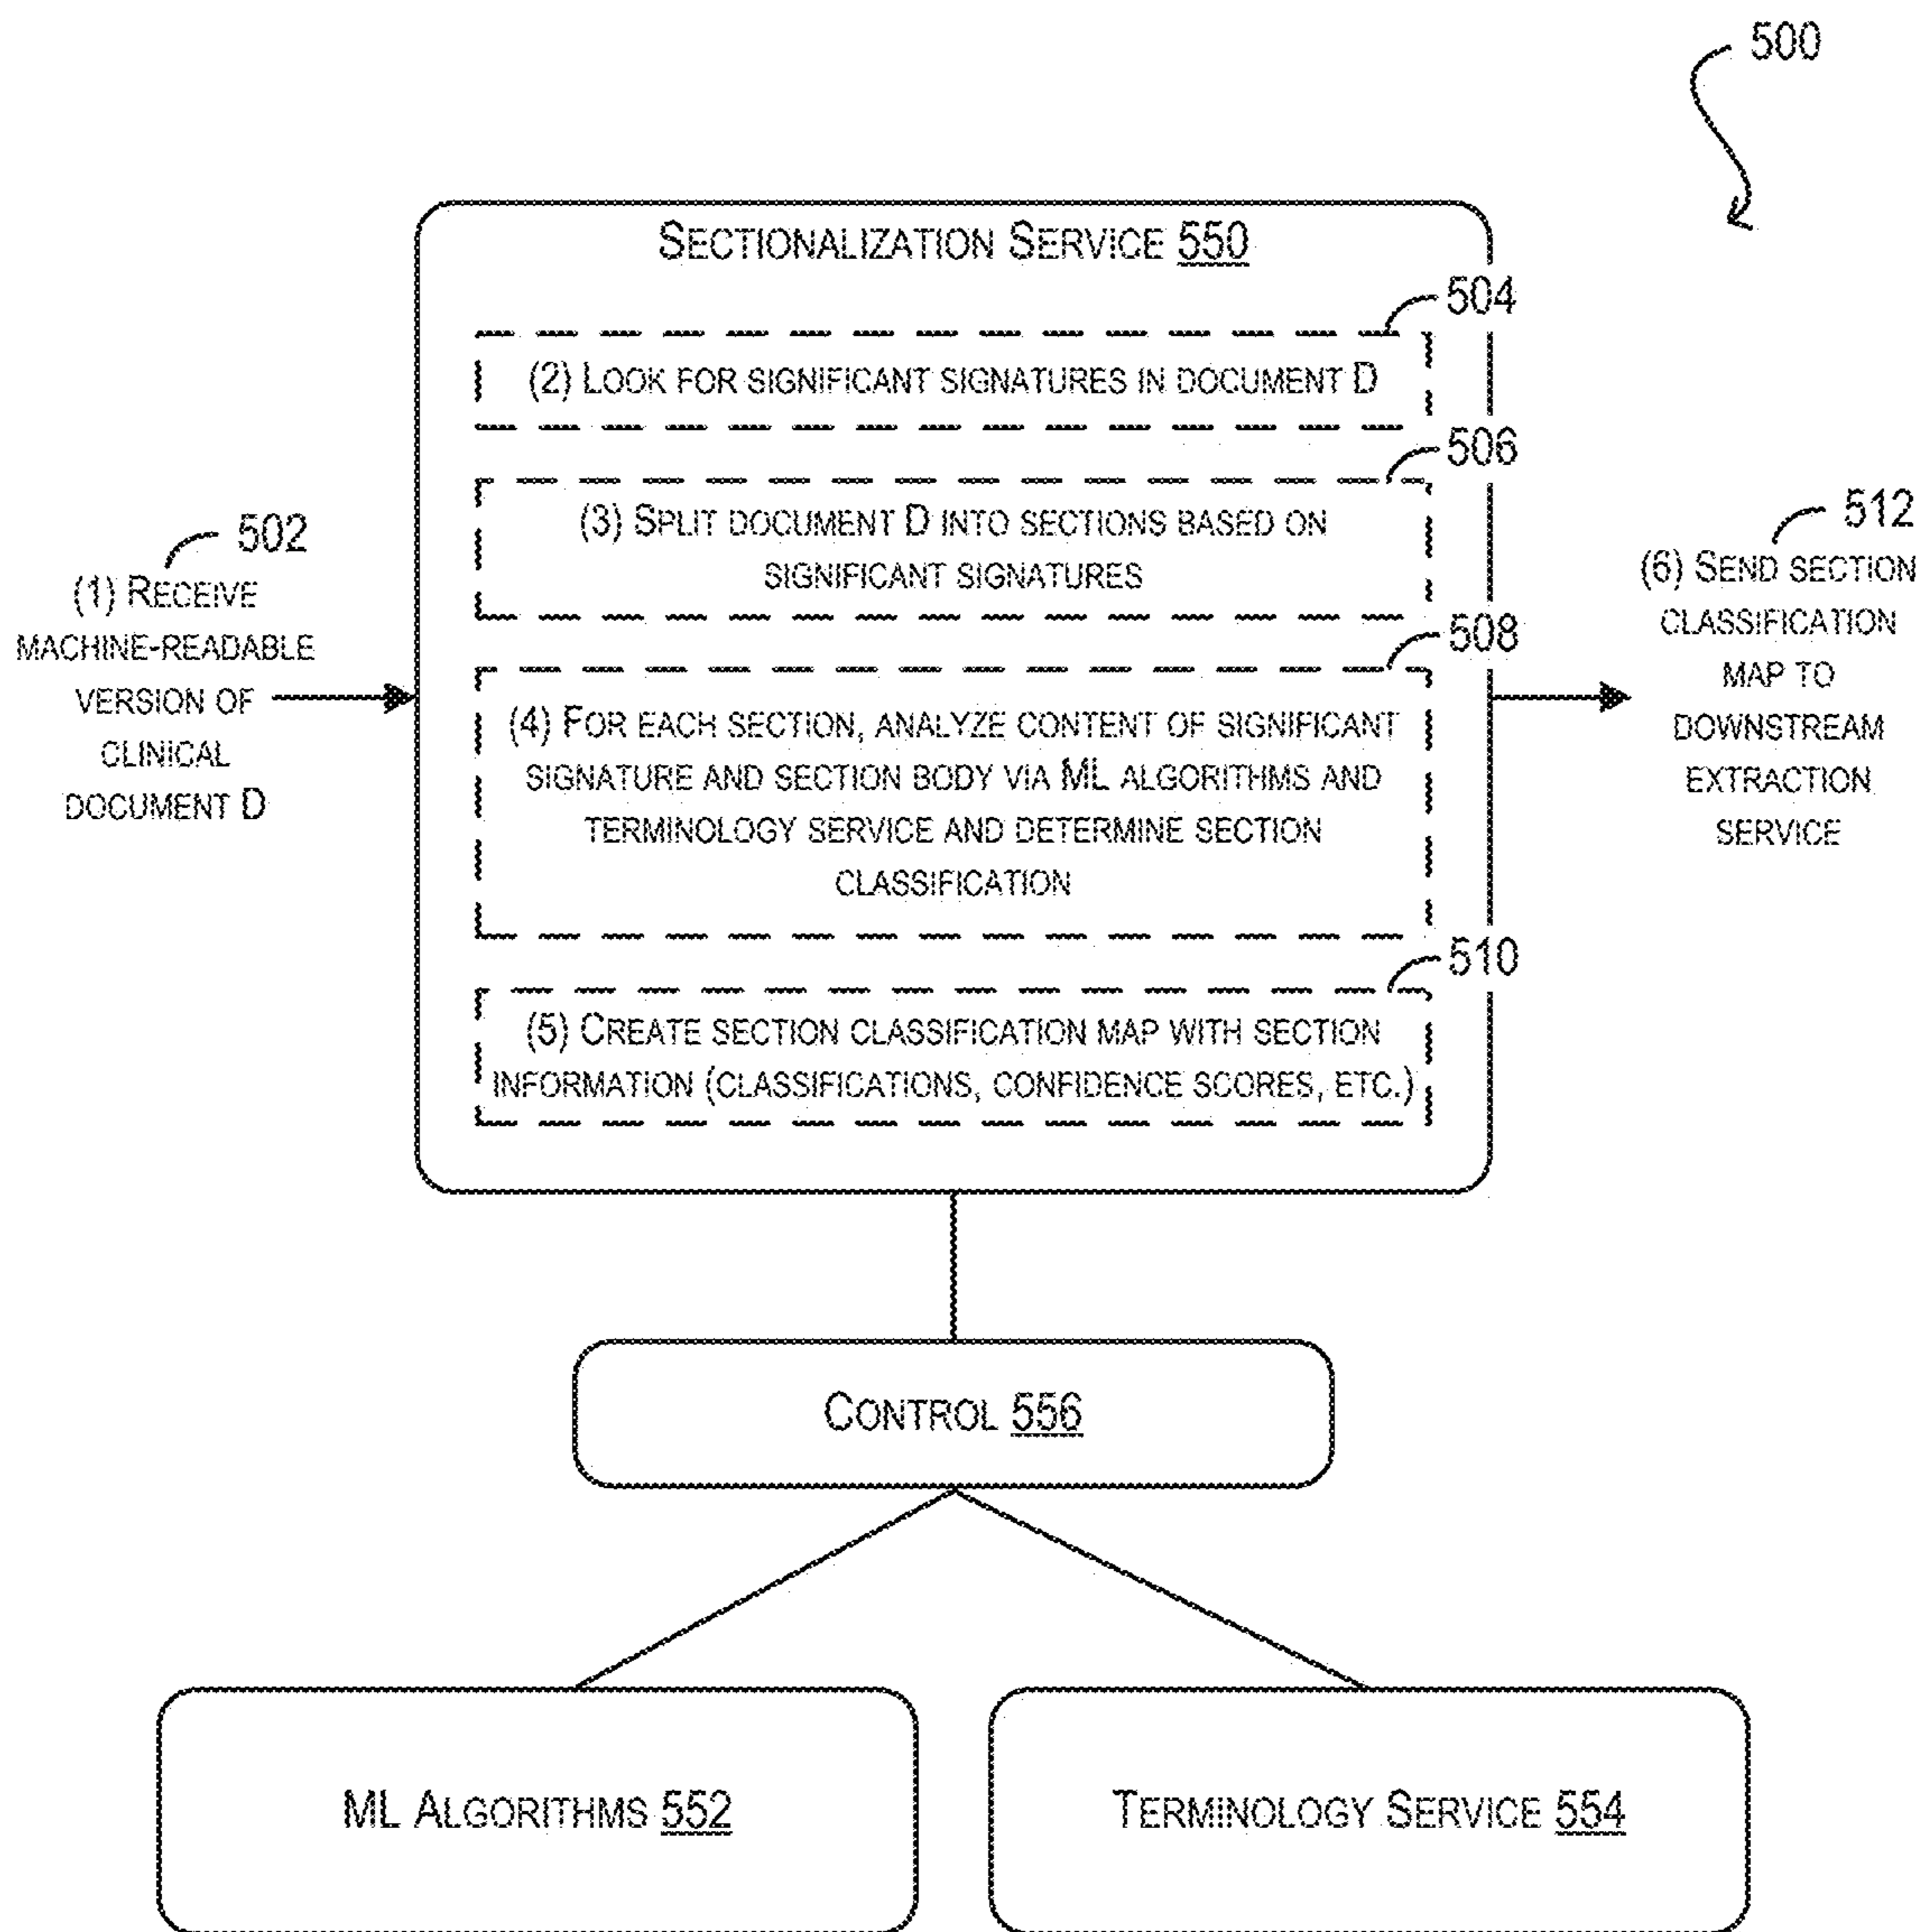 500
SECTIONALIZATION SERVICE 550
504
(2) LOOK FOR SIGNIFICANT SIGNATURES IN DOCUMENT D
506
(3) SPLIT DOCUMENT D INTO SECTIONS BASED ON
SIGNIFICANT SIGNATURES
502
(1) RECEIVE
MACHINE-READABLE
VERSION OF
CLINICAL
DOCUMENT D
508
(4) FOR EACH SECTION, ANALYZE CONTENT OF SIGNIFICANT
SIGNATURE AND SECTION BODY VIA ML ALGORITHMS AND
TERMINOLOGY SERVICE AND DETERMINE SECTION
CLASSIFICATION
510
(5) CREATE SECTION CLASSIFICATION MAP WITH SECTION
INFORMATION (CLASSIFICATIONS, CONFIDENCE SCORES, ETC.)
512
(6) SEND SECTION
CLASSIFICATION
MAP TO
DOWNSTREAM
EXTRACTION
SERVICE
CONTROL 556
ML ALGORITHMS 552
TERMINOLOGY SERVICE 554